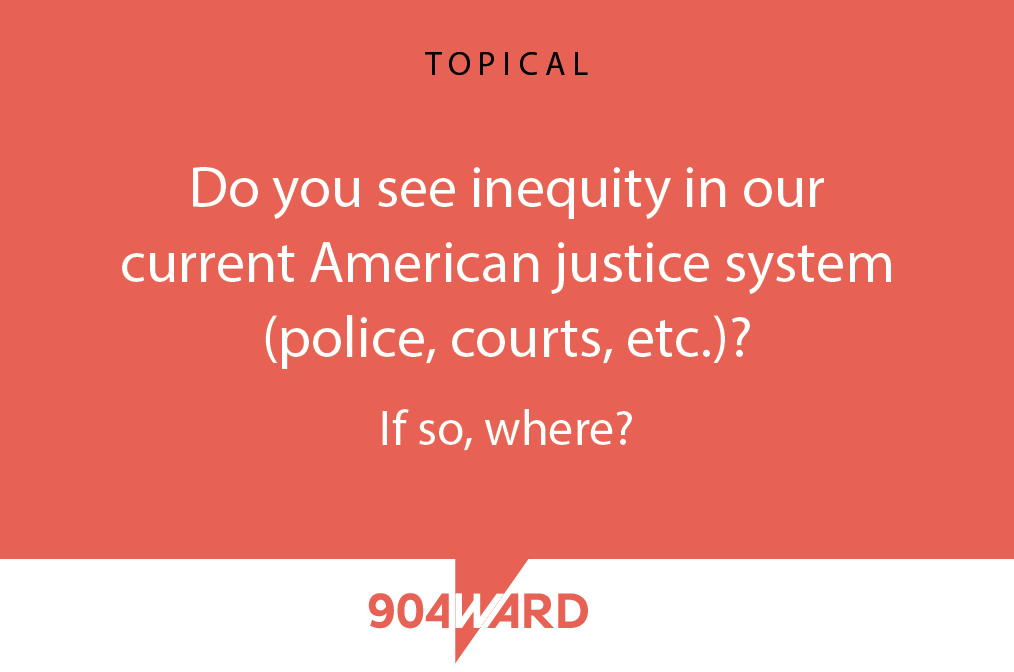 TOPICAL
Do you see inequity in our
current American justice system
(police, courts, etc.)?
If so, where?
904WARD